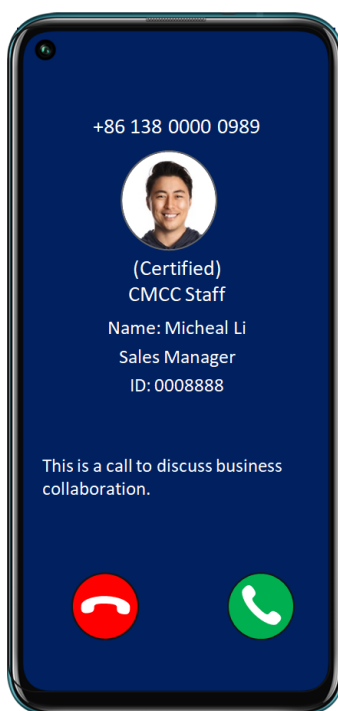 +86 138 0000 0989
(Certified)
CMCC Staff
Name: Micheal Li
Sales Manager
ID: 0008888
This is a call to discuss business
collaboration.